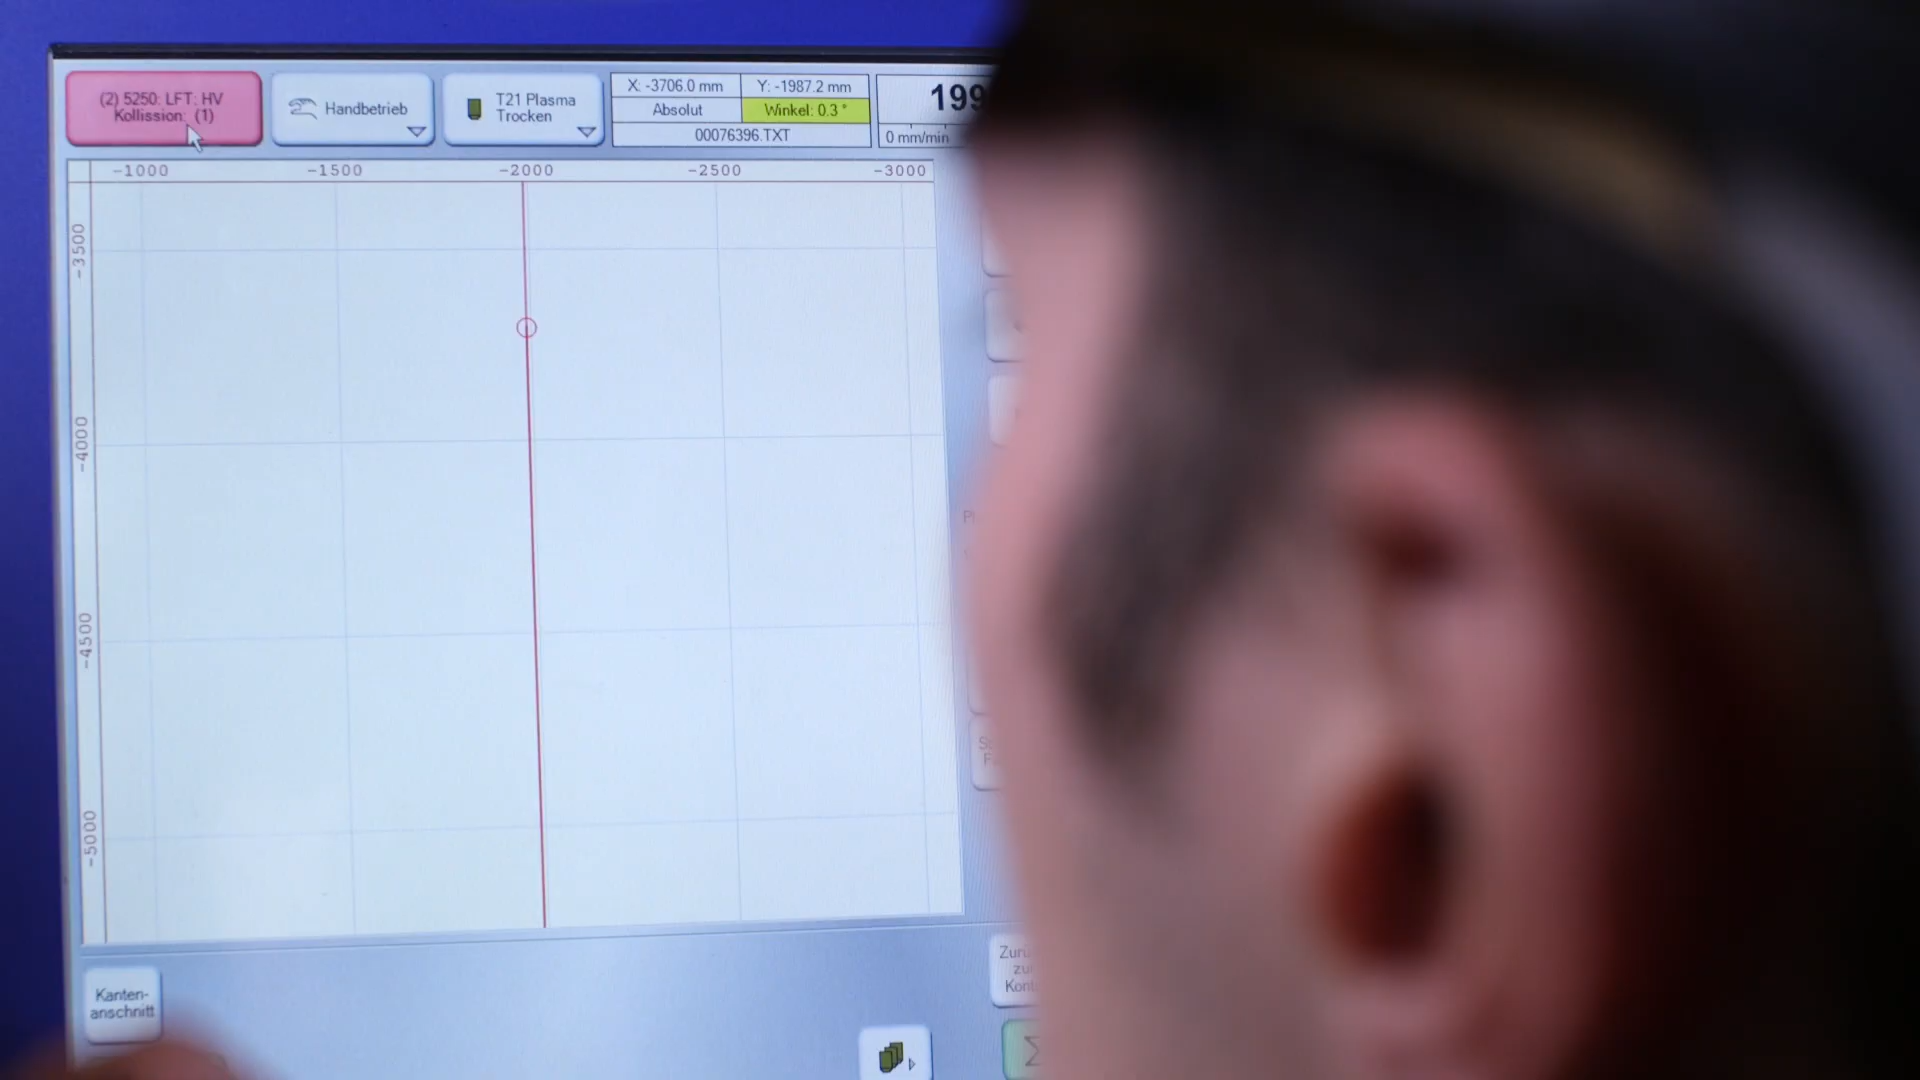 (2) 5250: LFT: HV
Kollission: (1)
Handbetrieb
T21 Plasma
Trocken
X: -3706.0 mm
Y: -1987.2 mm
Absolut
Winkel: 0.3 °
00076396.TXT
199
0 mm/min
-1000
-1500
-2000
-2500
-3000
-3500
-4000
-4500
-5000
Kanten-
anschnitt